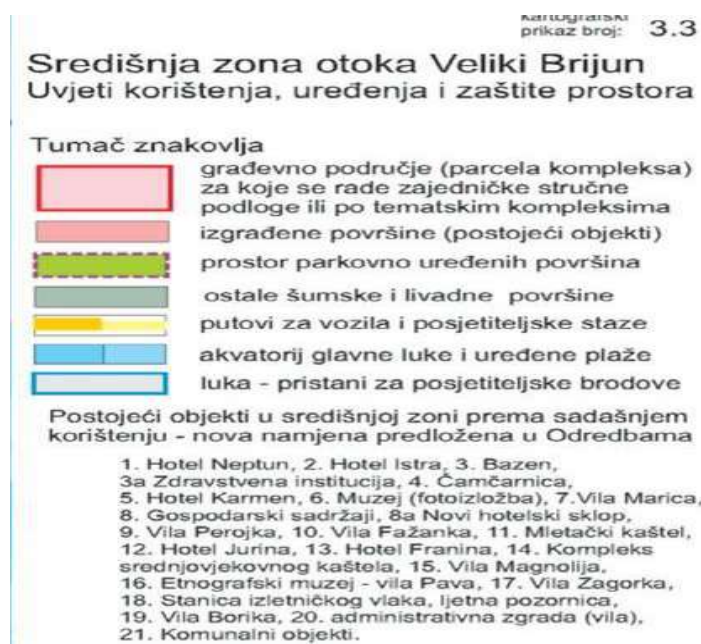 kartografski
prikaz broj: 3.3
Središnja zona otoka Veliki Brijun
Uvjeti korištenja, uređenja i zaštite prostora
Tumač znakovlja
građevno područje (parcela kompleksa)
za koje se rade zajedničke stručne
podloge ili po tematskim kompleksima
izgrađene površine (postojeći objekti)
prostor parkovno uređenih površina
ostale šumske i livadne površine
putovi za vozila i posjetiteljske staze
akvatorij glavne luke i uređene plaže
luka - pristani za posjetiteljske brodove
Postojeći objekti u središnjoj zoni prema sadašnjem
korištenju - nova namjena predložena u Odredbama
1. Hotel Neptun, 2. Hotel Istra, 3. Bazen,
3a Zdravstvena institucija, 4. Čamčarnica,
5. Hotel Karmen, 6. Muzej (fotoizložba), 7.Vila Marica,
8. Gospodarski sadržaji, 8a Novi hotelski sklop,
9. Vila Perojka, 10. Vila Fažanka, 11. Mletački kaštel,
12. Hotel Jurina, 13. Hotel Franina, 14. Kompleks
srednjovjekovnog kaštela, 15. Vila Magnolija,
16. Etnografski muzej - vila Pava, 17. Vila Zagorka,
18. Stanica izletničkog vlaka, ljetna pozornica,
19. Vila Borika, 20. administrativna zgrada (vila),
21. Komunalni objekti.